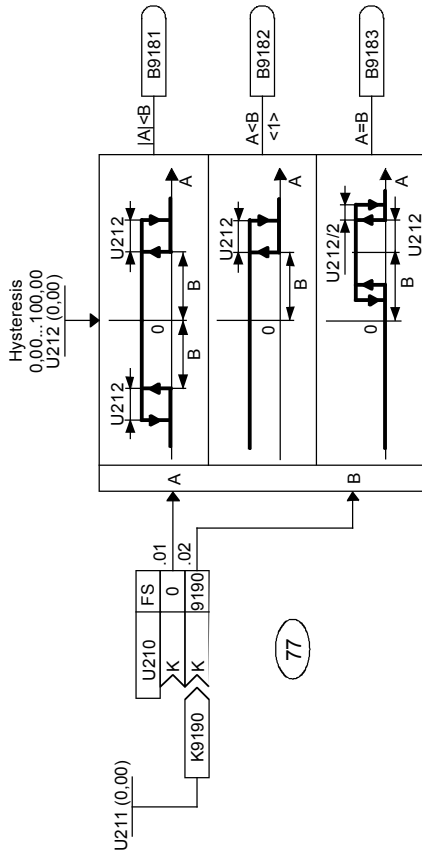 Hysteresis
0,00...100,00
U212 (0,00)
U211 (0,00)
K9190
U210 FS
K 0 .01
K 9190 .02
77
A
B
U212 U212
B 0 B A
|A|<B
B9181
U212
0 B A
A<B
<1>
B9182
U212/2
U212
0 B A
A=B
B9183